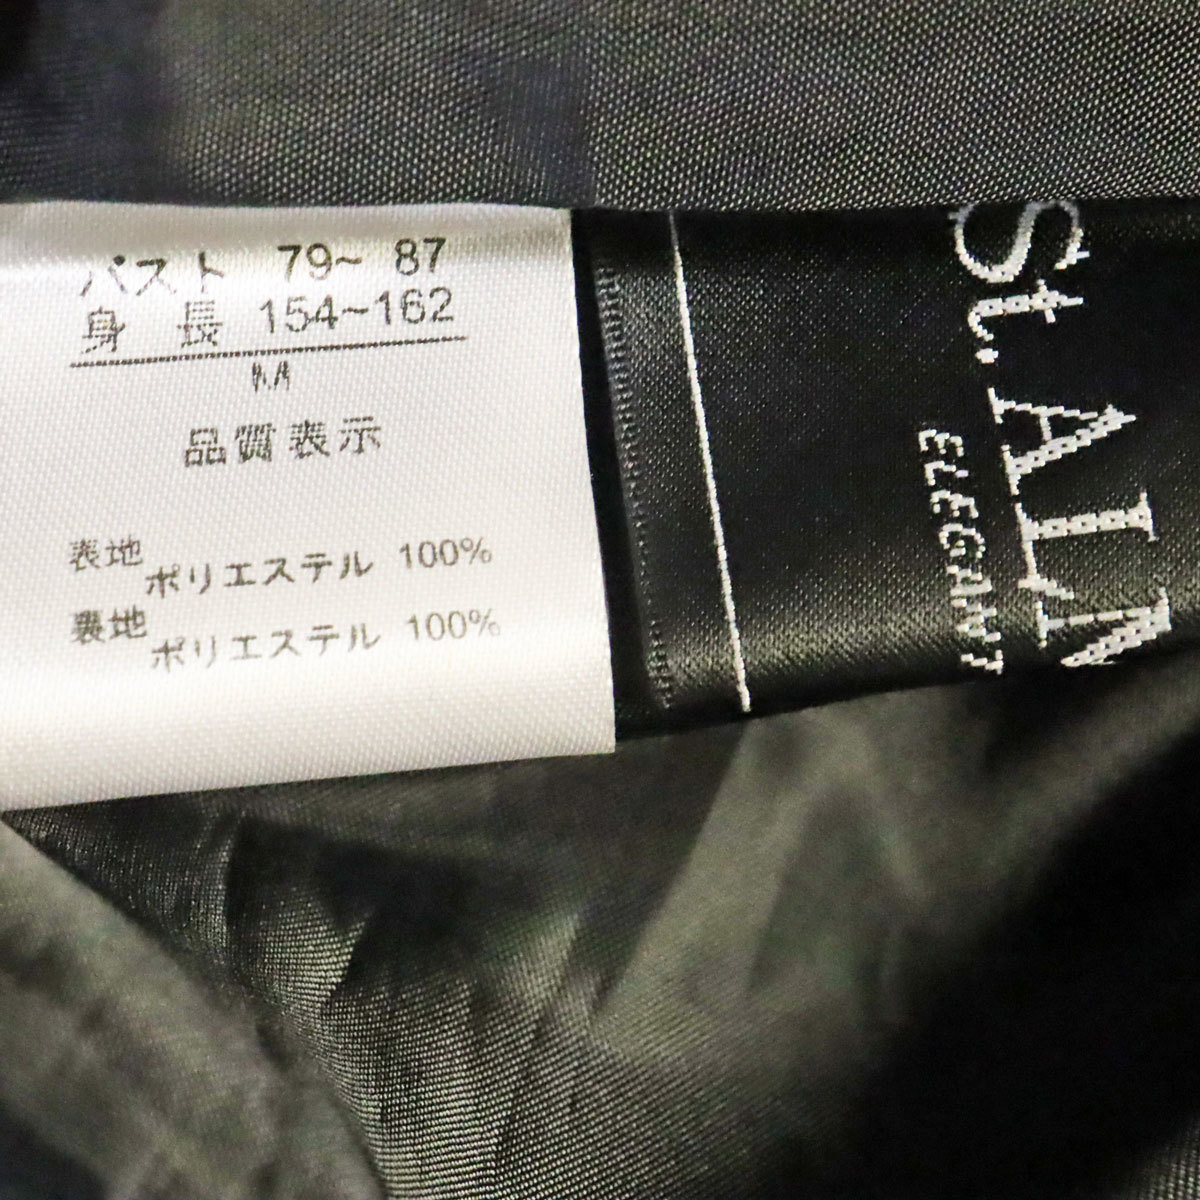 バスト 79~ 87
身 長 154~162
M
品質表示
表地
ポリエステル 100%
裏地
ポリエステル 100%
St.